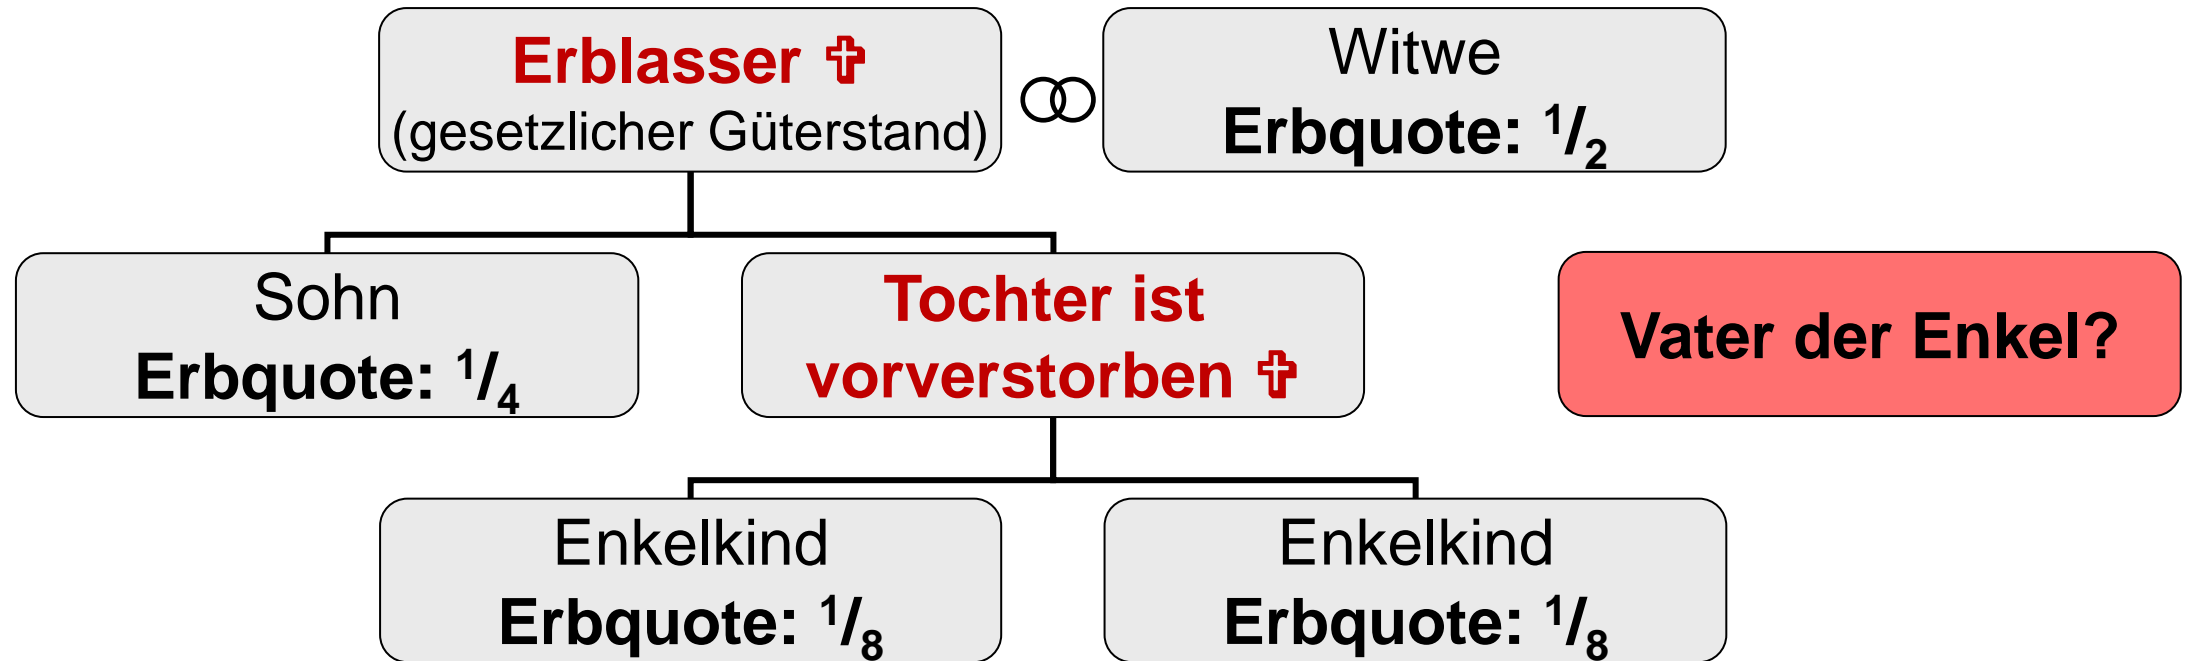 Erblasser ✞
(gesetzlicher Güterstand)
Witwe
Erbquote: 1/2
Sohn
Erbquote: 1/4
Tochter ist
vorverstorben ✞
Vater der Enkel?
Enkelkind
Erbquote: 1/8
Enkelkind
Erbquote: 1/8